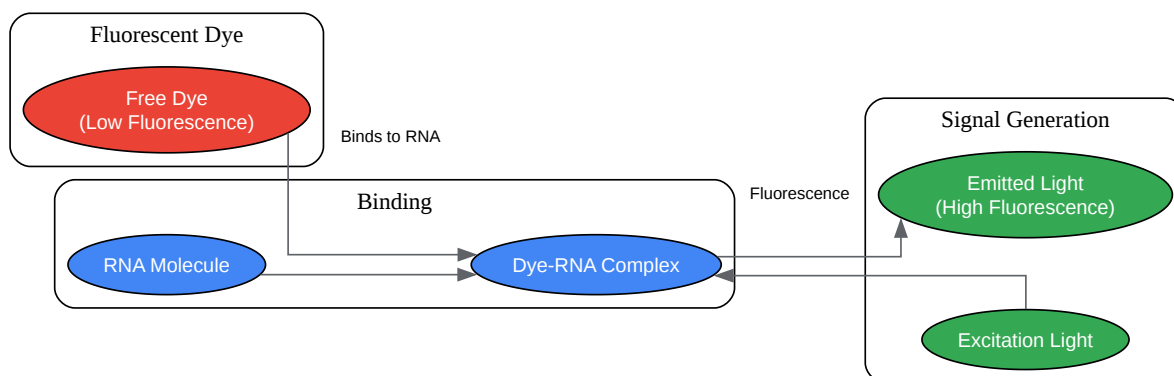 Fluorescent Dye
Free Dye
(Low Fluorescence)
Binds to RNA
Binding
RNA Molecule
Dye-RNA Complex
Fluorescence
Signal Generation
Emitted Light
(High Fluorescence)
Excitation Light